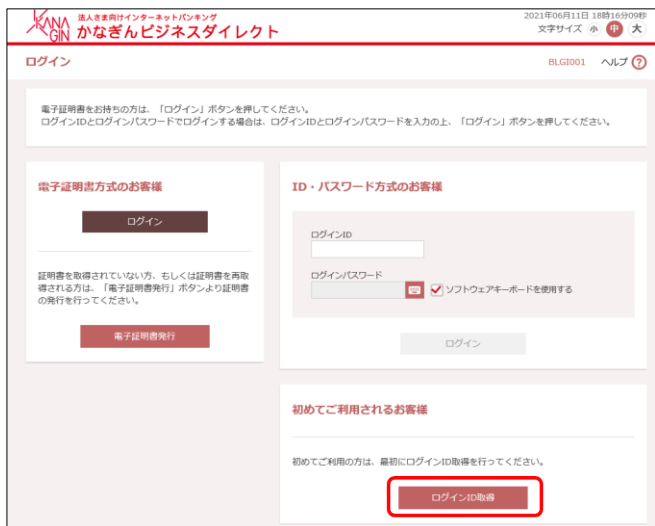 KANA
GIN
法人さま向けインターネットバンキング
かなぎんビジネスダイレクト
2021年06月11日 18時16分09秒
文字サイズ 小 中 大
ログイン
BLGI001 ヘルプ ?
電子証明書をお持ちの方は、「ログイン」ボタンを押してください。
ログインIDとログインパスワードでログインする場合は、ログインIDとログインパスワードを入力の上、「ログイン」ボタンを押してください。
電子証明書方式のお客様
ログイン
証明書を取得されていない方、もしくは証明書を再取
得される方は、「電子証明書発行」ボタンより証明書
の発行を行ってください。
電子証明書発行
ID・パスワード方式のお客様
ログインID
ログインパスワード
ソフトウェアキーボードを使用する
ログイン
初めてご利用されるお客様
初めてご利用の方は、最初にログインID取得を行ってください。
ログインID取得